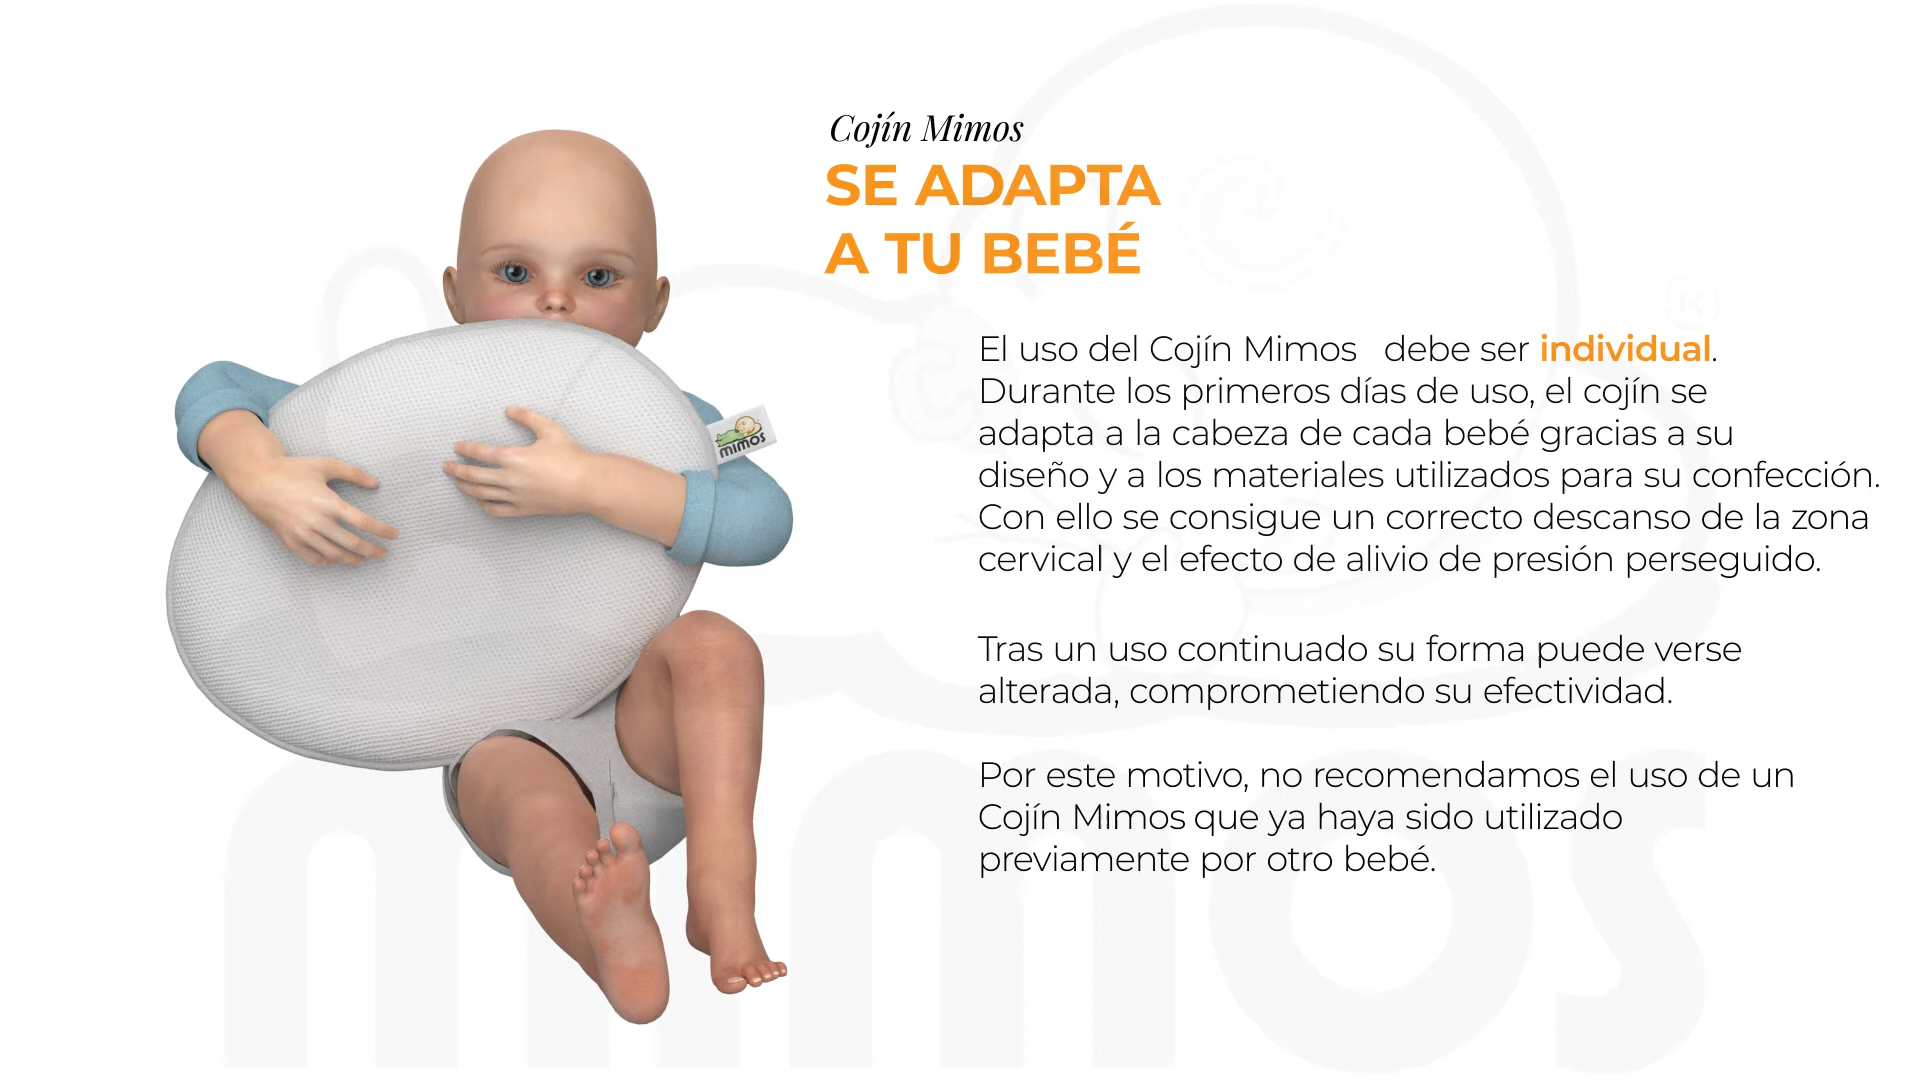 Cojín Mimos
SE ADAPTA
A TU BEBÉ
El uso del Cojín Mimos debe ser individual.
Durante los primeros días de uso, el cojín se
adapta a la cabeza de cada bebé gracias a su
diseño y a los materiales utilizados para su confección.
Con ello se consigue un correcto descanso de la zona
cervical y el efecto de alivio de presión perseguido.
Tras un uso continuado su forma puede verse
alterada, comprometiendo su efectividad.
Por este motivo, no recomendamos el uso de un
Cojín Mimos que ya haya sido utilizado
previamente por otro bebé.
mimos
mimos
®